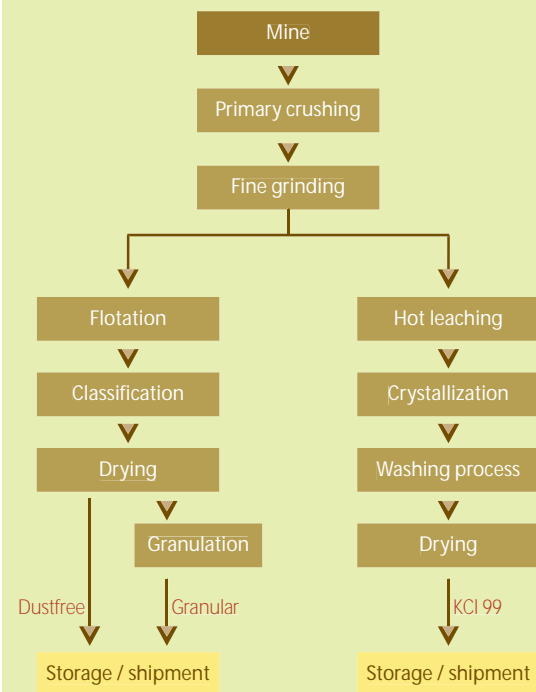 Mine
Primary crushing
Fine grinding
Flotation
Hot leaching
Classification
Crystallization
Drying
Washing process
Granulation
Drying
Dustfree
Granular
KCl 99
Storage / shipment
Storage / shipment